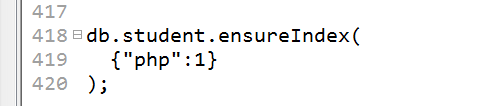 417
418 db.student.ensureIndex(
419 {"php":1}
420 );